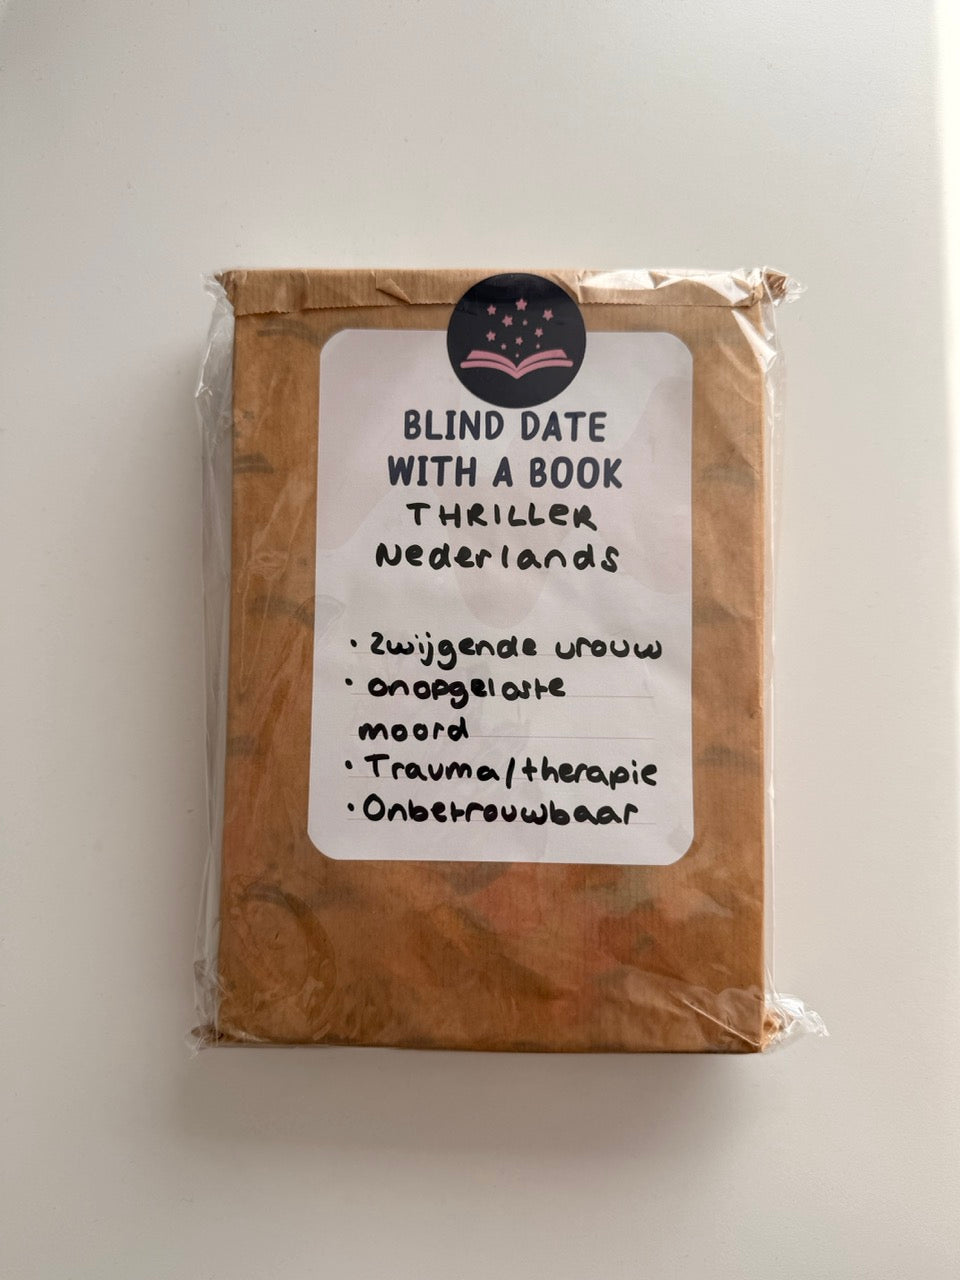 BLIND DATE
WITH A BOOK
THRILLER
Nederlands
• Zwijgende vrouw
• onopgeloste
moord
• Trauma/therapie
• Onbetrouwbaar